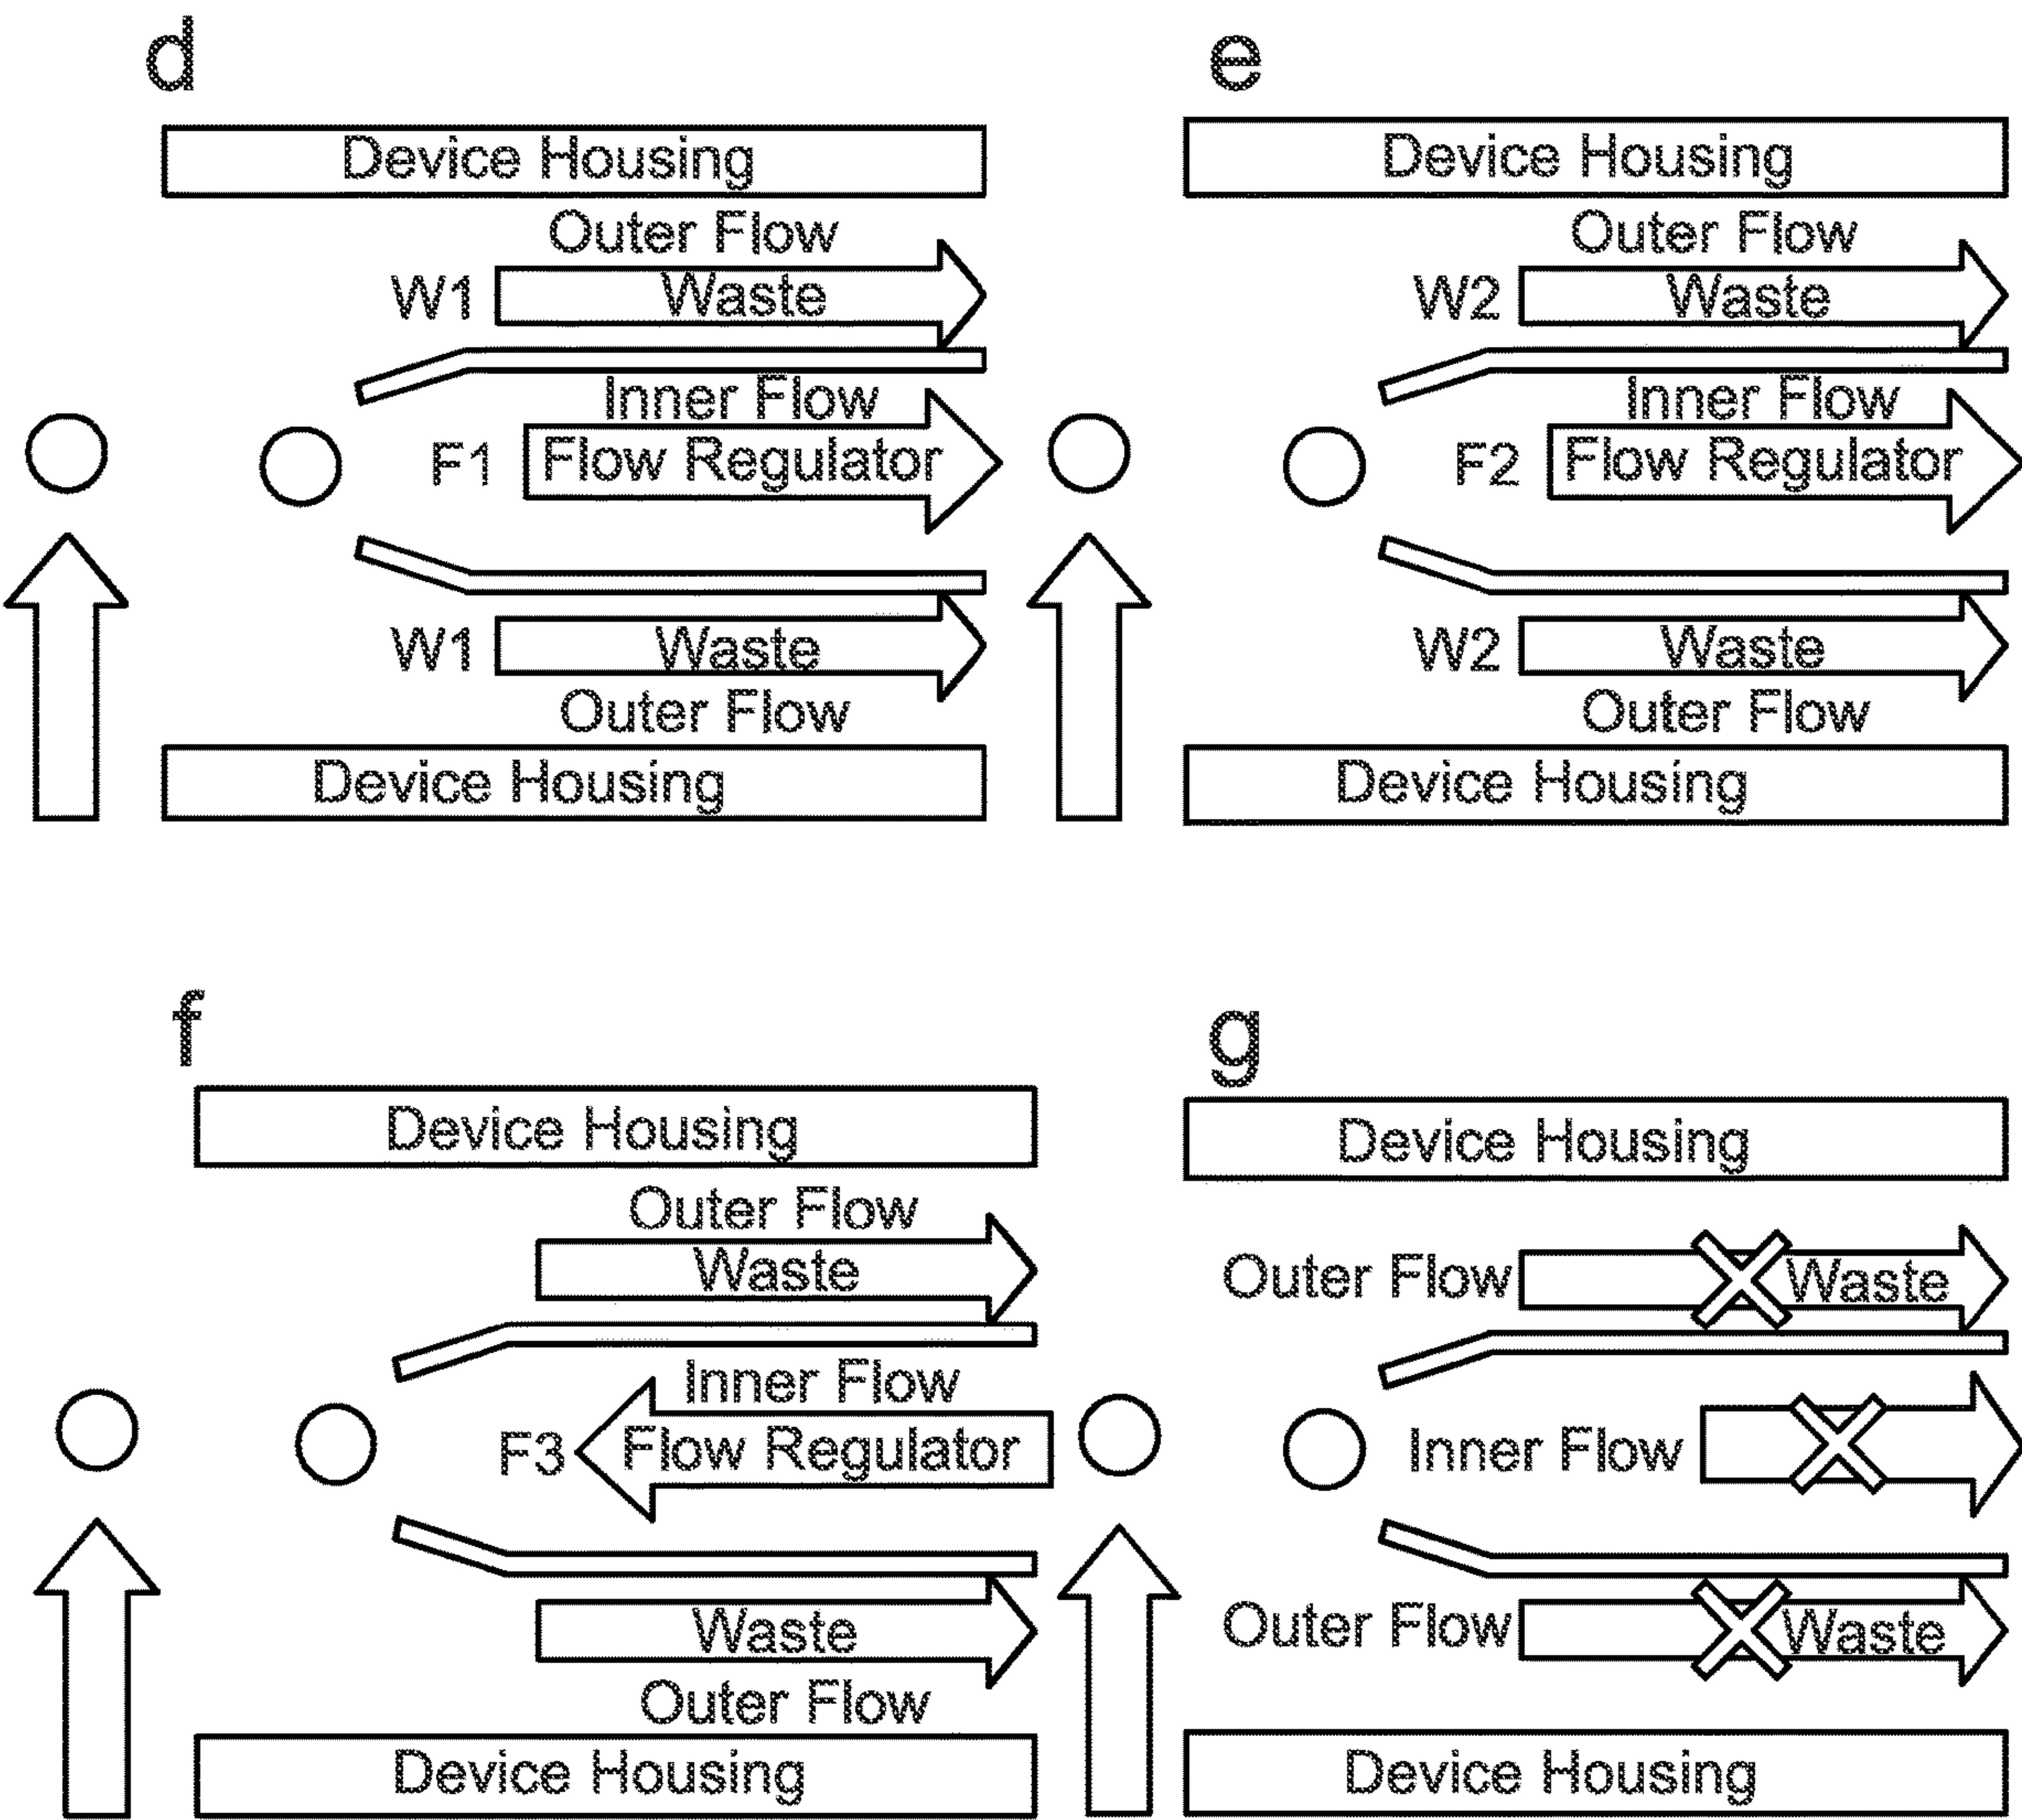 d
Device Housing
Outer Flow
W1 Waste
Inner Flow
F1 Flow Regulator
W1 Waste
Outer Flow
Device Housing
e
Device Housing
Outer Flow
W2 Waste
Inner Flow
F2 Flow Regulator
W2 Waste
Outer Flow
Device Housing
f
Device Housing
Outer Flow
Waste
Inner Flow
F3 Flow Regulator
Waste
Outer Flow
Device Housing
g
Device Housing
Outer Flow Waste
Inner Flow
Outer Flow Waste
Device Housing